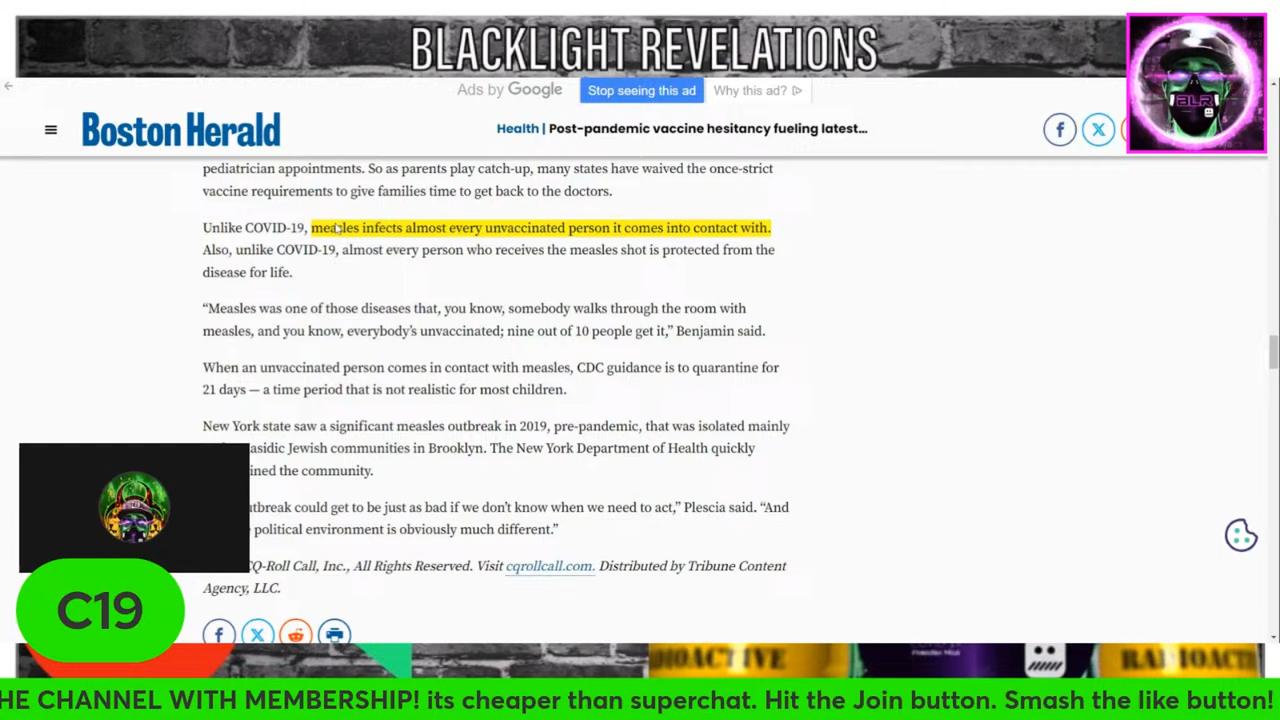 BLACKLIGHT REVELATIONS
Ads by Google
Stop seeing this ad
Why this ad?
BLR
Boston Herald
Health | Post-pandemic vaccine hesitancy fueling latest…
pediatrician appointments. So as parents play catch-up, many states have waived the once-strict
vaccine requirements to give families time to get back to the doctors.
Unlike COVID-19, measles infects almost every unvaccinated person it comes into contact with.
Also, unlike COVID-19, almost every person who receives the measles shot is protected from the
disease for life.
“Measles was one of those diseases that, you know, somebody walks through the room with
measles, and you know, everybody’s unvaccinated; nine out of 10 people get it,” Benjamin said.
When an unvaccinated person comes in contact with measles, CDC guidance is to quarantine for
21 days — a time period that is not realistic for most children.
New York state saw a significant measles outbreak in 2019, pre-pandemic, that was isolated mainly
asidic Jewish communities in Brooklyn. The New York Department of Health quickly
ined the community.
utbreak could get to be just as bad if we don’t know when we need to act,” Plescia said. “And
political environment is obviously much different.”
Q-Roll Call, Inc., All Rights Reserved. Visit cqrollcall.com. Distributed by Tribune Content
Agency, LLC.
C19
DIOACTIVE
RADIOACTI
HE CHANNEL WITH MEMBERSHIP! its cheaper than superchat. Hit the Join button. Smash the like button!